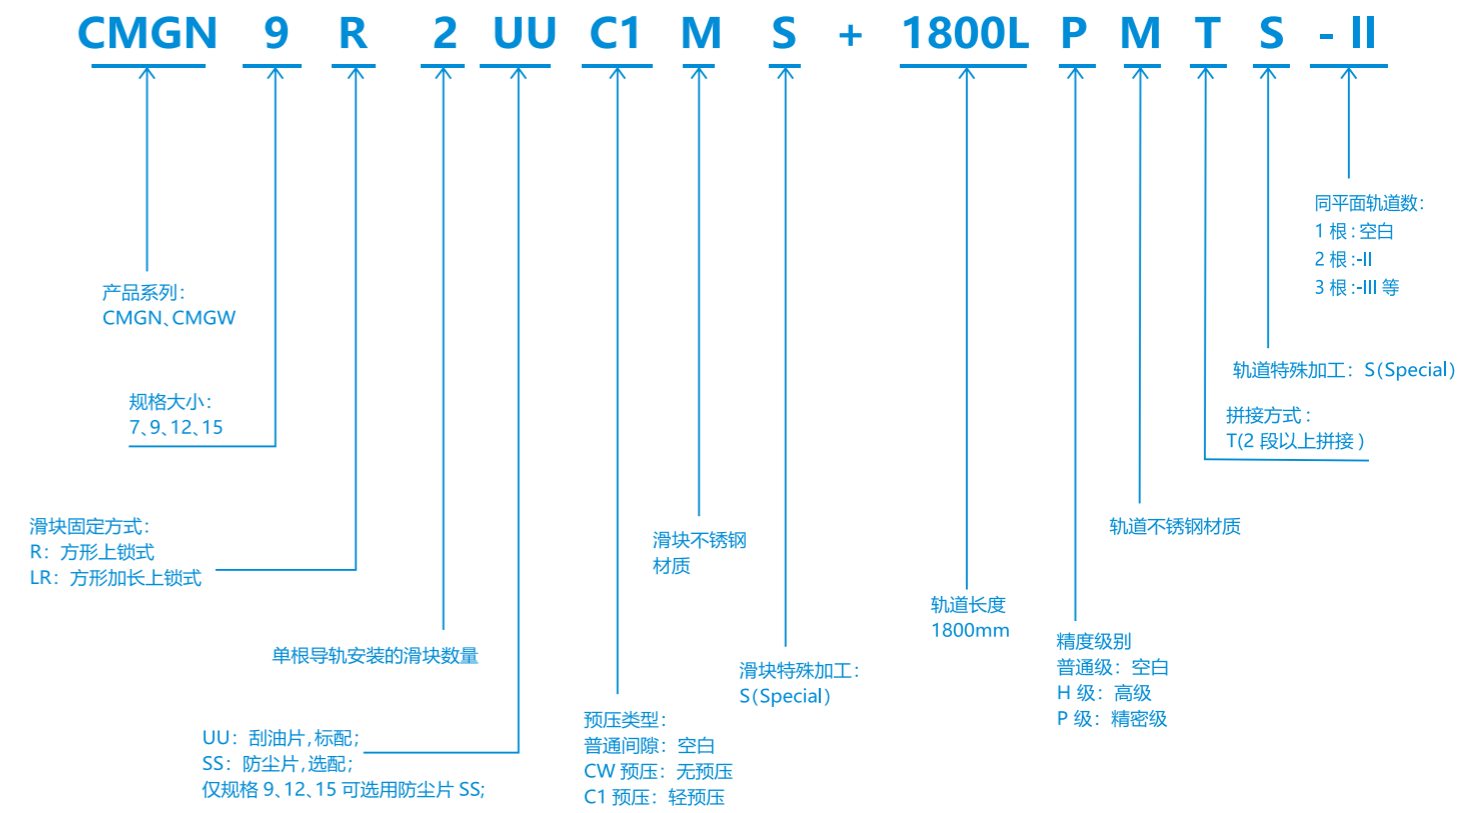 CMGN 9 R 2 UU C1 M S + 1800L P M T S - II
产品系列：
CMGN、CMGW
规格大小：
7、9、12、15
滑块固定方式：
R：方形上锁式
LR：方形加长上锁式
单根导轨安装的滑块数量
UU：刮油片，标配；
SS：防尘片，选配；
仅规格 9、12、15 可选用防尘片 SS;
预压类型：
普通间隙：空白
CW 预压：无预压
C1 预压：轻预压
滑块不锈钢
材质
滑块特殊加工：
S（Special）
轨道长度
1800mm
精度级别
普通级：空白
H 级：高级
P 级：精密级
轨道不锈钢材质
拼接方式：
T(2 段以上拼接 )
轨道特殊加工：S（Special）
同平面轨道数：
1 根 : 空白
2 根 :-II
3 根 :-III 等